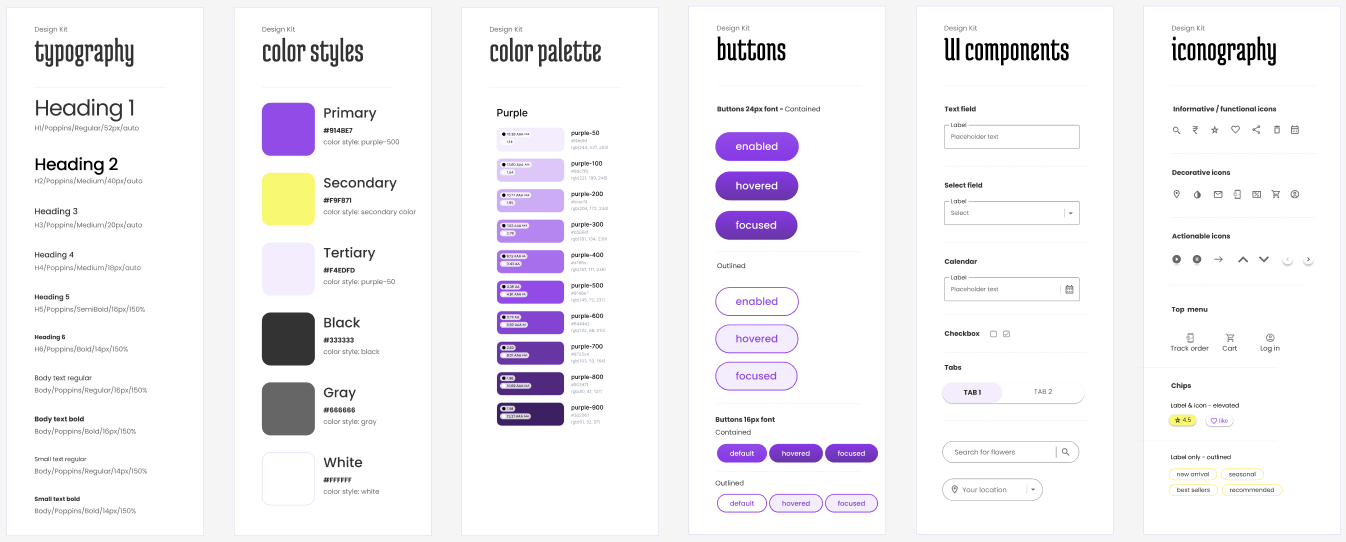 Design Kit
typography
Heading 1
H1/Poppins/Regular/52px/auto
Heading 2
H2/Poppins/Medium/40px/auto
Heading 3
H3/Poppins/Medium/20px/auto
Heading 4
H4/Poppins/Medium/18px/auto
Heading 5
H5/Poppins/SemiBold/16px/150%
Heading 6
H6/Poppins/Bold/14px/150%
Body text regular
Body/Poppins/Regular/16px/150%
Body text bold
Body/Poppins/Bold/16px/150%
Small text regular
Body/Poppins/Regular/14px/150%
Small text bold
Body/Poppins/Bold/14px/150%
Design Kit
color styles
Primary
#914BE7
color style: purple-500
Secondary
#F9F871
color style: secondary color
Tertiary
#F4EDFD
color style: purple-50
Black
#333333
color style: black
Gray
#666666
color style: gray
White
#FFFFFF
color style: white
Design Kit
color palette
Purple
purple-50
purple-100
purple-200
purple-300
purple-400
purple-500
purple-600
purple-700
purple-800
purple-900
Design Kit
buttons
Buttons 24px font - Contained
enabled
hovered
focused
Outlined
enabled
hovered
focused
Buttons 16px font
Contained
default hovered focused
Outlined
default hovered focused
Design Kit
UI components
Text field
Label
Placeholder text
Select field
Label
Select
Calendar
Label
Placeholder text
Checkbox
Tabs
TAB 1 TAB 2
Search for flowers
Your location
Design Kit
iconography
Informative / functional icons
Decorative icons
Actionable icons
Top menu
Track order Cart Log in
Chips
Label & icon - elevated
4.5 like
Label only - outlined
new arrival seasonal
best sellers recommended